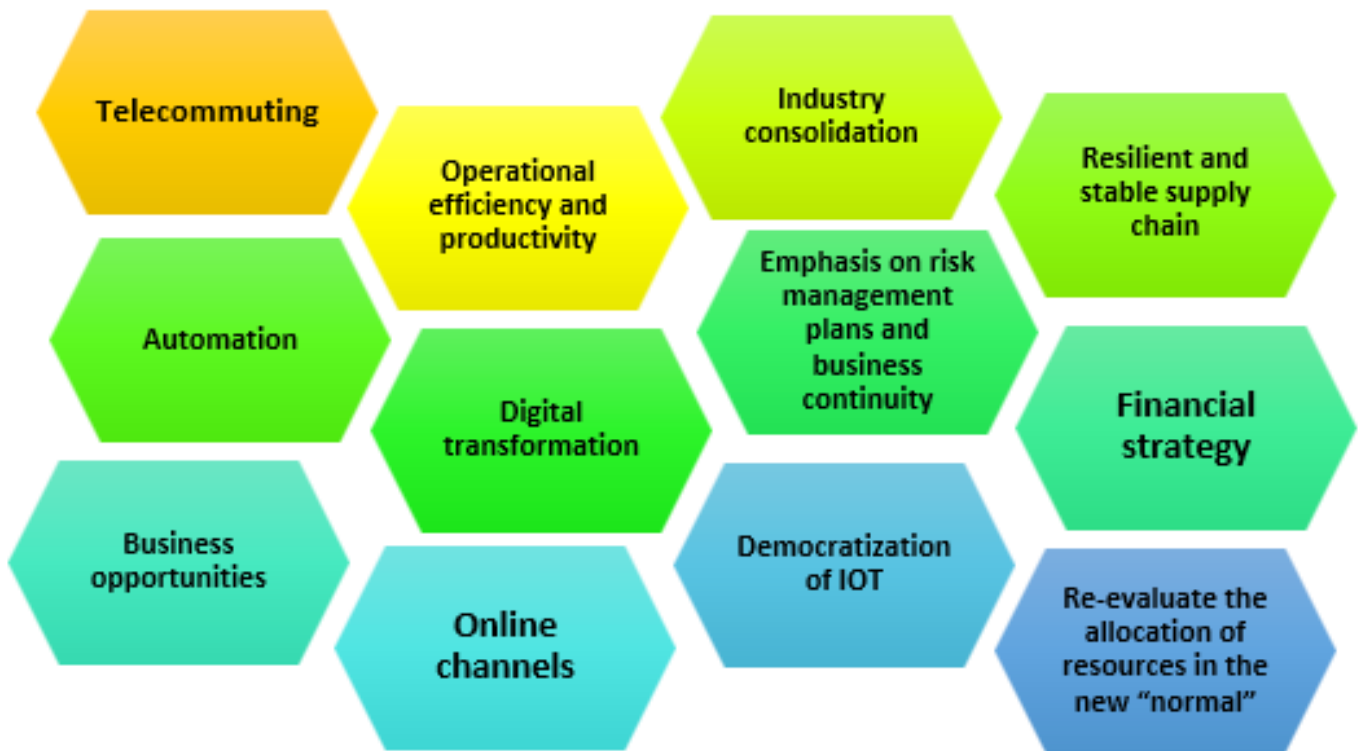 Telecommuting
Operational
efficiency and
productivity
Industry
consolidation
Resilient and
stable supply
chain
Automation
Digital
transformation
Emphasis on risk
management
plans and
business
continuity
Financial
strategy
Business
opportunities
Online
channels
Democratization
of IOT
Re-evaluate the
allocation of
resources in the
new “normal”